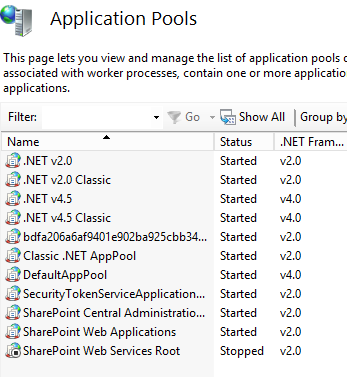 Application Pools
This page lets you view and manage the list of application pools
associated with worker processes, contain one or more
applications.
Filter: Go Show All Group by
Name Status .NET Fram...
.NET v2.0 Started v2.0
.NET v2.0 Classic Started v2.0
.NET v4.5 Started v4.0
.NET v4.5 Classic Started v4.0
bdfa206a6af9401e902ba925cbb34... Started v2.0
Classic .NET AppPool Started v2.0
DefaultAppPool Started v4.0
SecurityTokenServiceApplication... Started v2.0
SharePoint Central Administratio... Started v2.0
SharePoint Web Applications Started v2.0
SharePoint Web Services Root Stopped v2.0